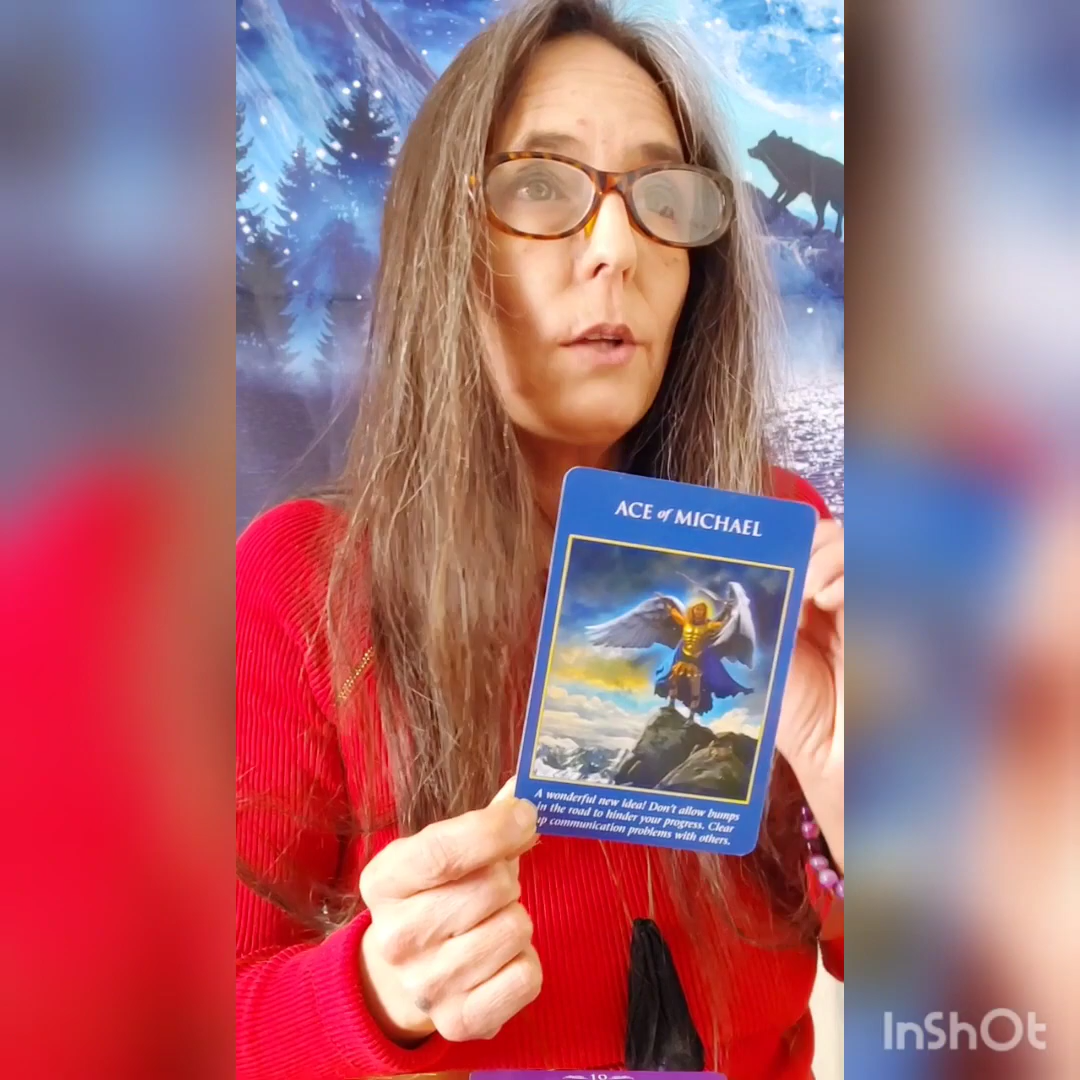 ACE of MICHAEL
A wonderful new idea! Don't allow bumps
in the road to hinder your progress. Clear
up communication problems with others.
19
InShOt